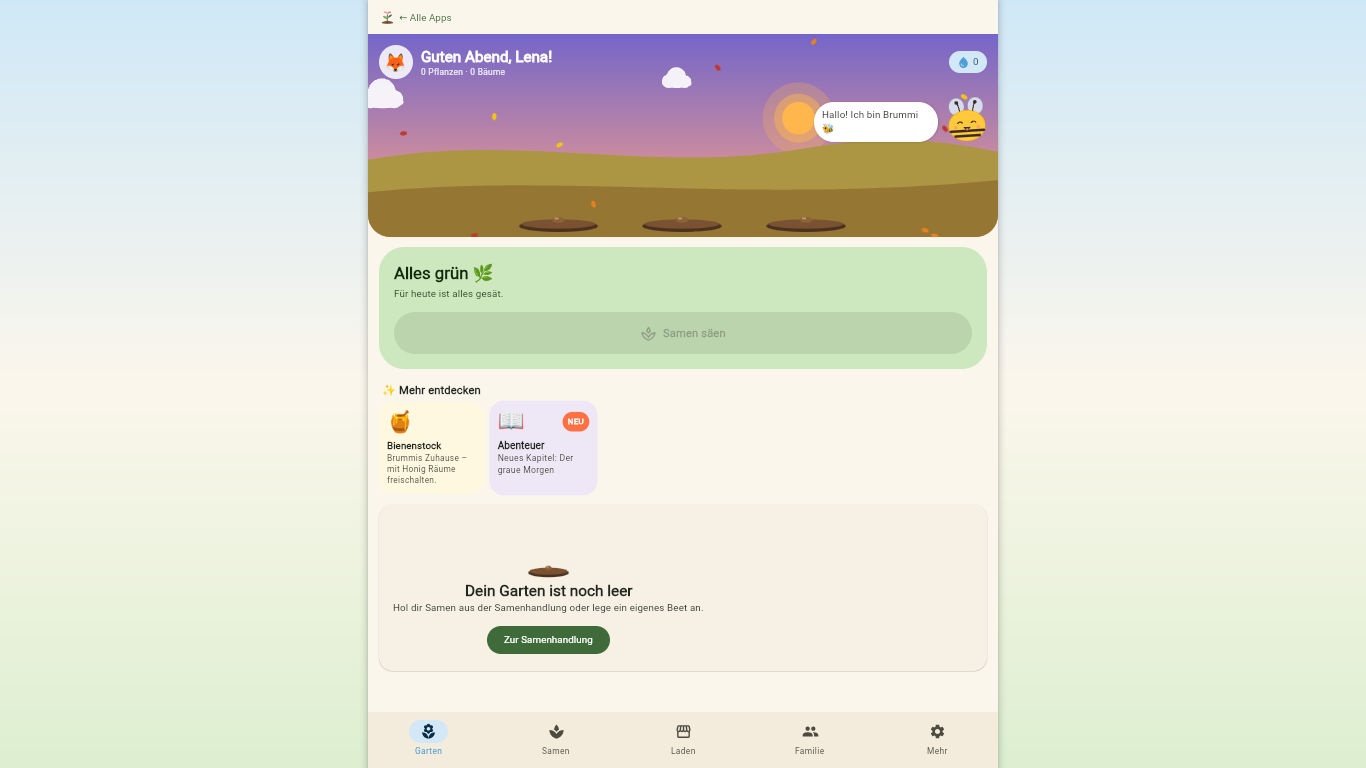 ← Alle Apps
Guten Abend, Lena!
0 Pflanzen · 0 Bäume
0
Hallo! Ich bin Brummi
Alles grün
Für heute ist alles gesät.
Samen säen
Mehr entdecken
Bienenstock
Brummis Zuhause –
mit Honig Räume
freischalten.
NEU
Abenteuer
Neues Kapitel: Der
graue Morgen
Dein Garten ist noch leer
Hol dir Samen aus der Samenhandlung oder lege ein eigenes Beet an.
Zur Samenhandlung
Garten
Samen
Laden
Familie
Mehr